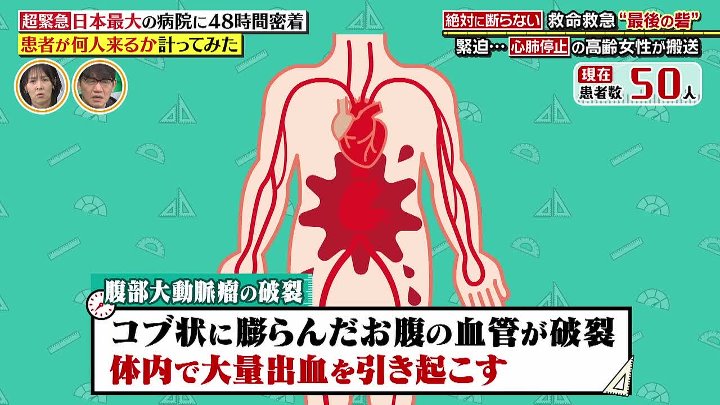 超緊急日本最大の病院に48時間密着
患者が何人来るか計ってみた
絶対に断らない 救命救急“最後の砦”
緊迫…心肺停止の高齢女性が搬送
現在
患者数 50人
腹部大動脈瘤の破裂
コブ状に膨らんだお腹の血管が破裂
体内で大量出血を引き起こす